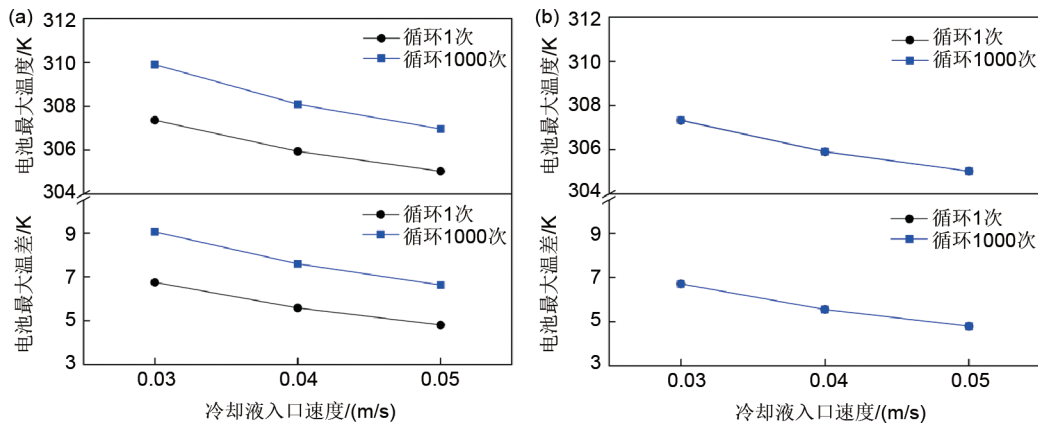 (a)
电池最大温度/K
312
310
308
306
304
循环1次
循环1000次
电池最大温差/K
9
7
5
3
循环1次
循环1000次
0.03
0.04
0.05
冷却液入口速度/(m/s)
(b)
电池最大温度/K
312
310
308
306
304
循环1次
循环1000次
电池最大温差/K
9
7
5
3
循环1次
循环1000次
0.03
0.04
0.05
冷却液入口速度/(m/s)